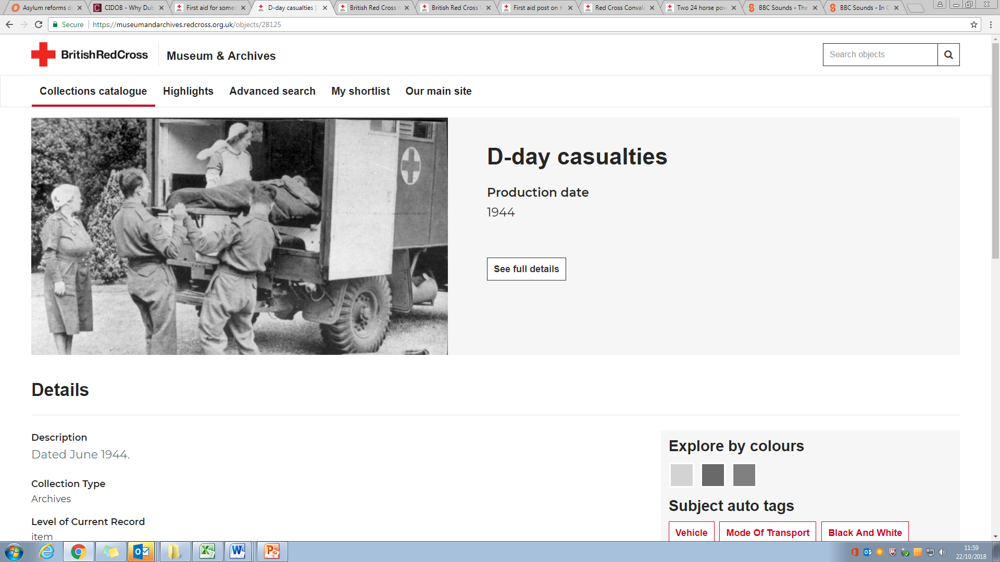 Asylum reforms d
CIDOB - Why Dub
First aid for some
D-day casualties |
British Red Cross
British Red Cross
First aid post on t
Red Cross Convale
Two 24 horse pow
BBC Sounds - The
BBC Sounds - In
Secure https://museumandarchives.redcross.org.uk/objects/28125
BritishRedCross Museum & Archives
Search objects
Collections catalogue Highlights Advanced search My shortlist Our main site
D-day casualties
Production date
1944
See full details
Details
Description
Dated June 1944.
Collection Type
Archives
Level of Current Record
item
Explore by colours
Subject auto tags
Vehicle Mode Of Transport Black And White
11:59
22/10/2018